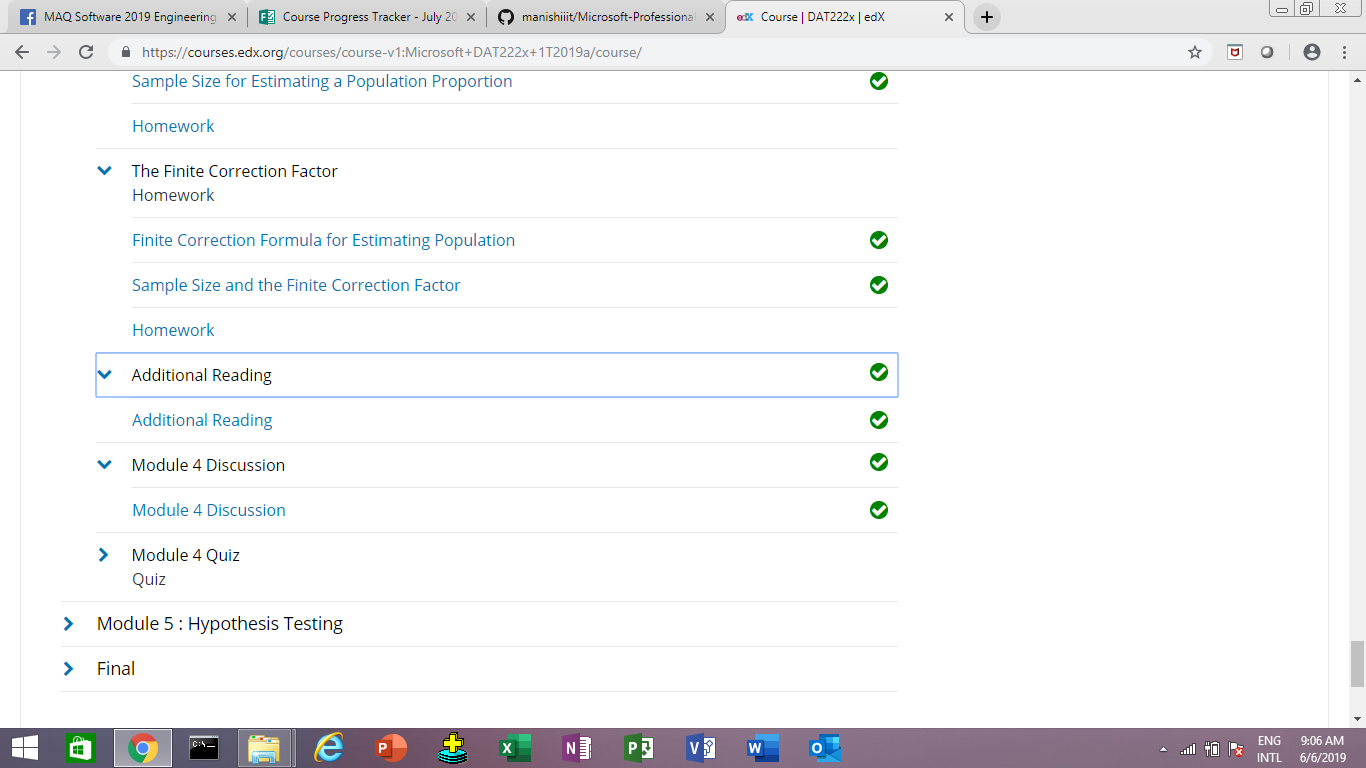 MAQ Software 2019 Engineering
Course Progress Tracker - July 20
manishiiit/Microsoft-Professional
edX
Course | DAT222x | edX
https://courses.edx.org/courses/course-v1:Microsoft+DAT222x+1T2019a/course/
Sample Size for Estimating a Population Proportion
Homework
The Finite Correction Factor
Homework
Finite Correction Formula for Estimating Population
Sample Size and the Finite Correction Factor
Homework
Additional Reading
Additional Reading
Module 4 Discussion
Module 4 Discussion
Module 4 Quiz
Quiz
Module 5 : Hypothesis Testing
Final
ENG
INTL
9:06 AM
6/6/2019